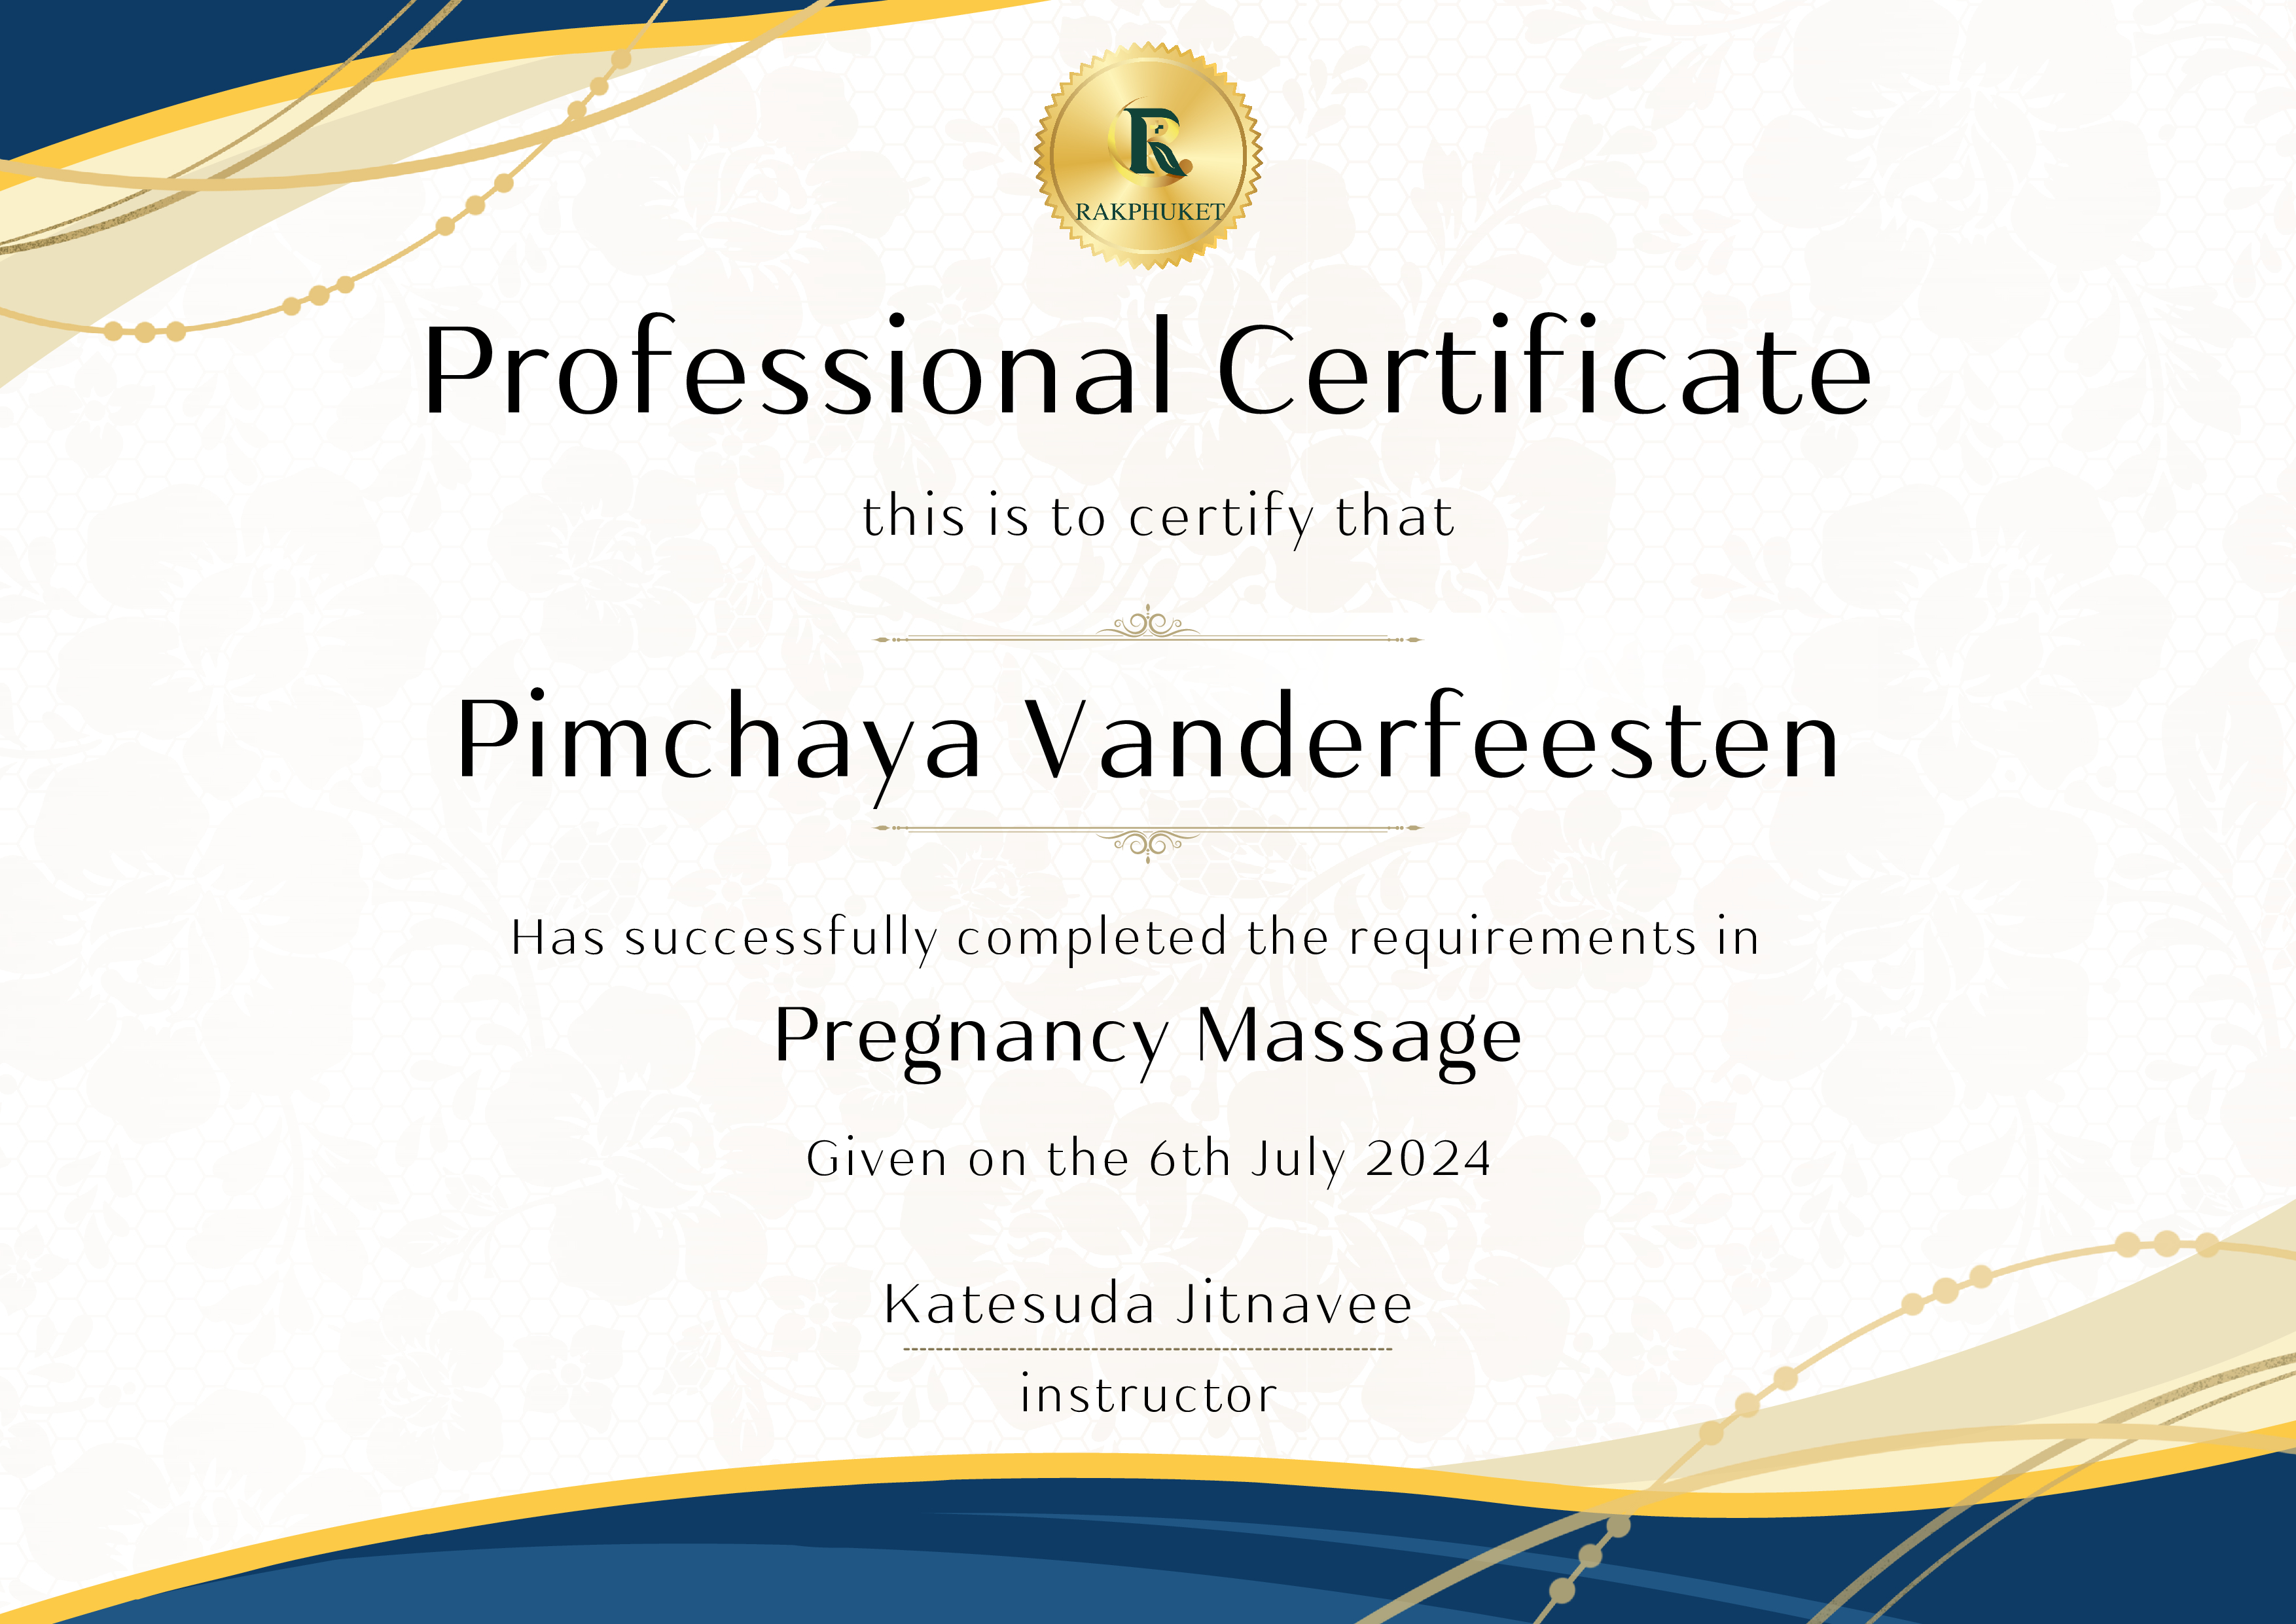 RAKPHUKET
Professional Certificate
this is to certify that
Pimchaya Vanderfeesten
Has successfully completed the requirements in
Pregnancy Massage
Given on the 6th July 2024
Katesuda Jitnavee
instructor